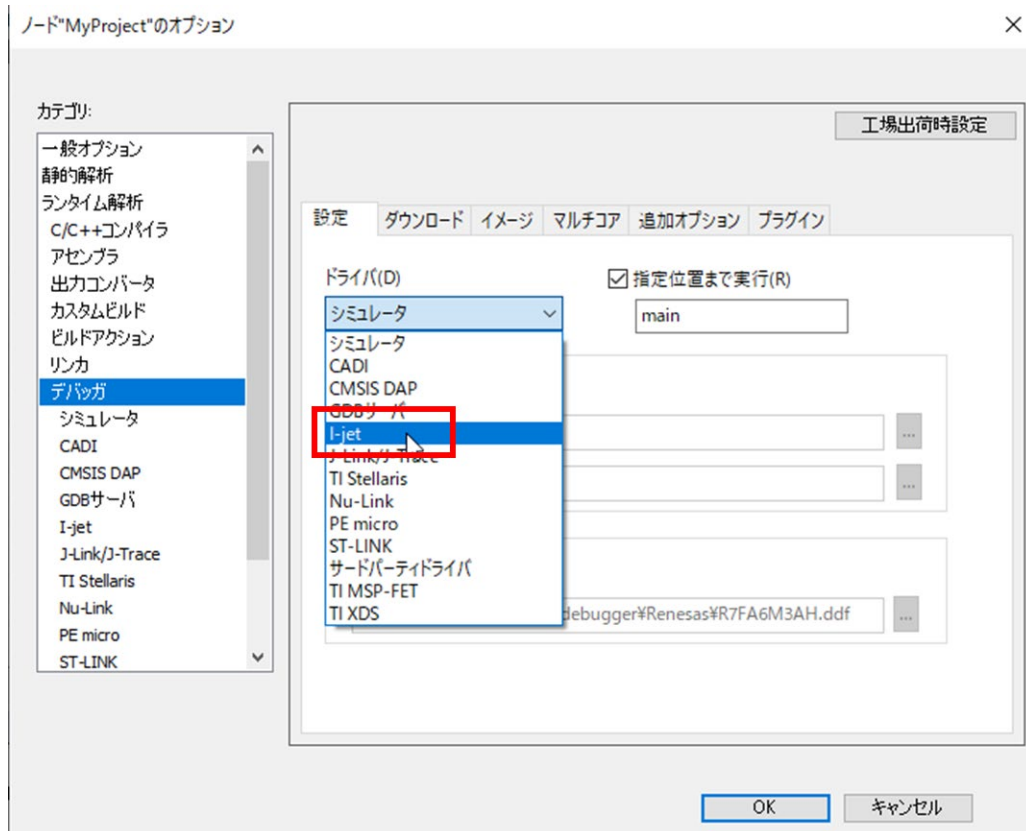 ノード"MyProject"のオプション
カテゴリ:
一般オプション
静的解析
ランタイム解析
C/C++コンパイラ
アセンブラ
出力コンバータ
カスタムビルド
ビルドアクション
リンカ
デバッガ
シミュレータ
CADI
CMSIS DAP
GDBサーバ
I-jet
J-Link/J-Trace
TI Stellaris
Nu-Link
PE micro
ST-LINK
工場出荷時設定
設定 ダウンロード イメージ マルチコア 追加オプション プラグイン
ドライバ(D)
指定位置まで実行(R)
シミュレータ
main
シミュレータ
CADI
CMSIS DAP
GDBサーバ
I-jet
J-Link/J-Trace
TI Stellaris
Nu-Link
PE micro
ST-LINK
サードパーティドライバ
TI MSP-FET
TI XDS
debugger¥Renesas¥R7FA6M3AH.ddf
...
...
...
OK
キャンセル